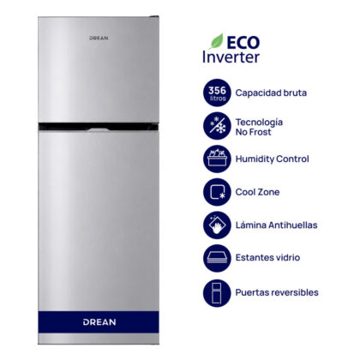 DREAN
ECO
Inverter
356
litros
Capacidad bruta
Tecnología
No Frost
Humidity Control
Cool Zone
Lámina Antihuellas
Estantes vidrio
Puertas reversibles
DREAN